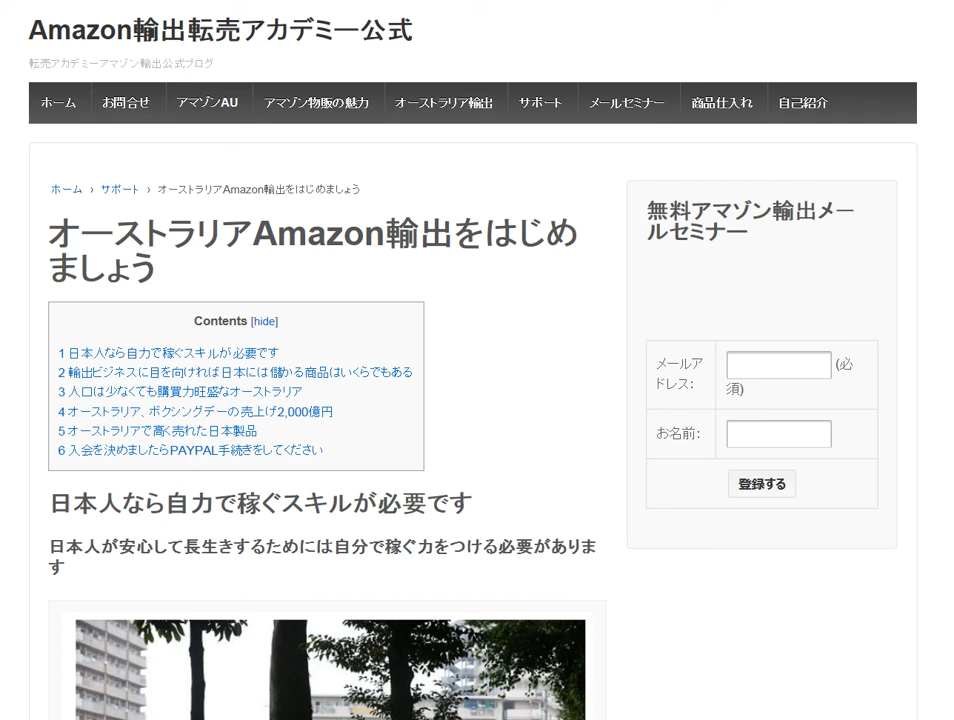 Amazon輸出転売アカデミー公式
転売アカデミーアマゾン輸出公式ブログ
ホーム お問合せ アマゾンAU アマゾン物販の魅力 オーストラリア輸出 サポート メールセミナー 商品仕入れ 自己紹介
ホーム › サポート › オーストラリアAmazon輸出をはじめましょう
オーストラリアAmazon輸出をはじめ
ましょう
Contents [hide]
1 日本人なら自力で稼ぐスキルが必要です
2 輸出ビジネスに目を向ければ日本には儲かる商品はいくらでもある
3 人口は少なくても購買力旺盛なオーストラリア
4 オーストラリア、ボクシングデーの売上げ2,000億円
5 オーストラリアで高く売れた日本製品
6 入会を決めましたらPAYPAL手続きをしてください
日本人なら自力で稼ぐスキルが必要です
日本人が安心して長生きするためには自分で稼ぐ力をつける必要がありま
す
無料アマゾン輸出メー
ルセミナー
メールア
ドレス:
(必
須)
お名前:
登録する